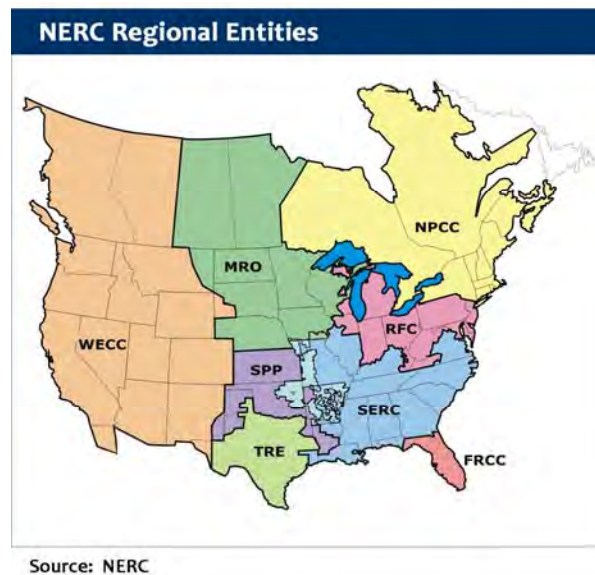 NERC Regional Entities
NPCC
MRO
RFC
WECC
SPP
SERC
TRE
FRCC
Source: NERC